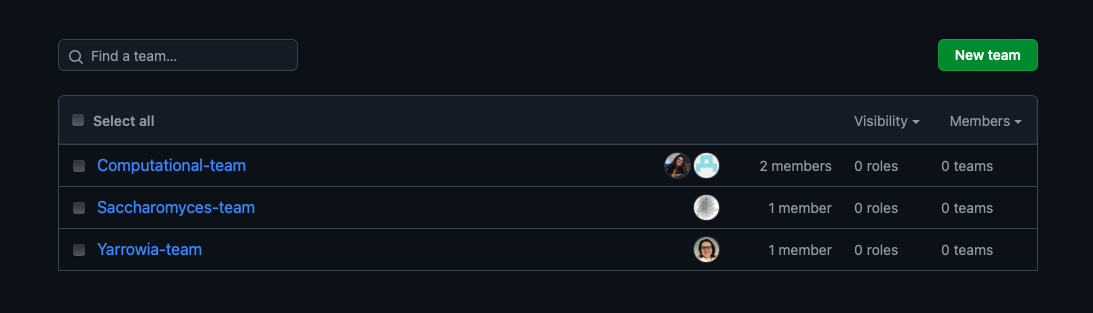 Find a team...
New team
Select all Visibility Members
Computational-team 2 members 0 roles 0 teams
Saccharomyces-team 1 member 0 roles 0 teams
Yarrowia-team 1 member 0 roles 0 teams